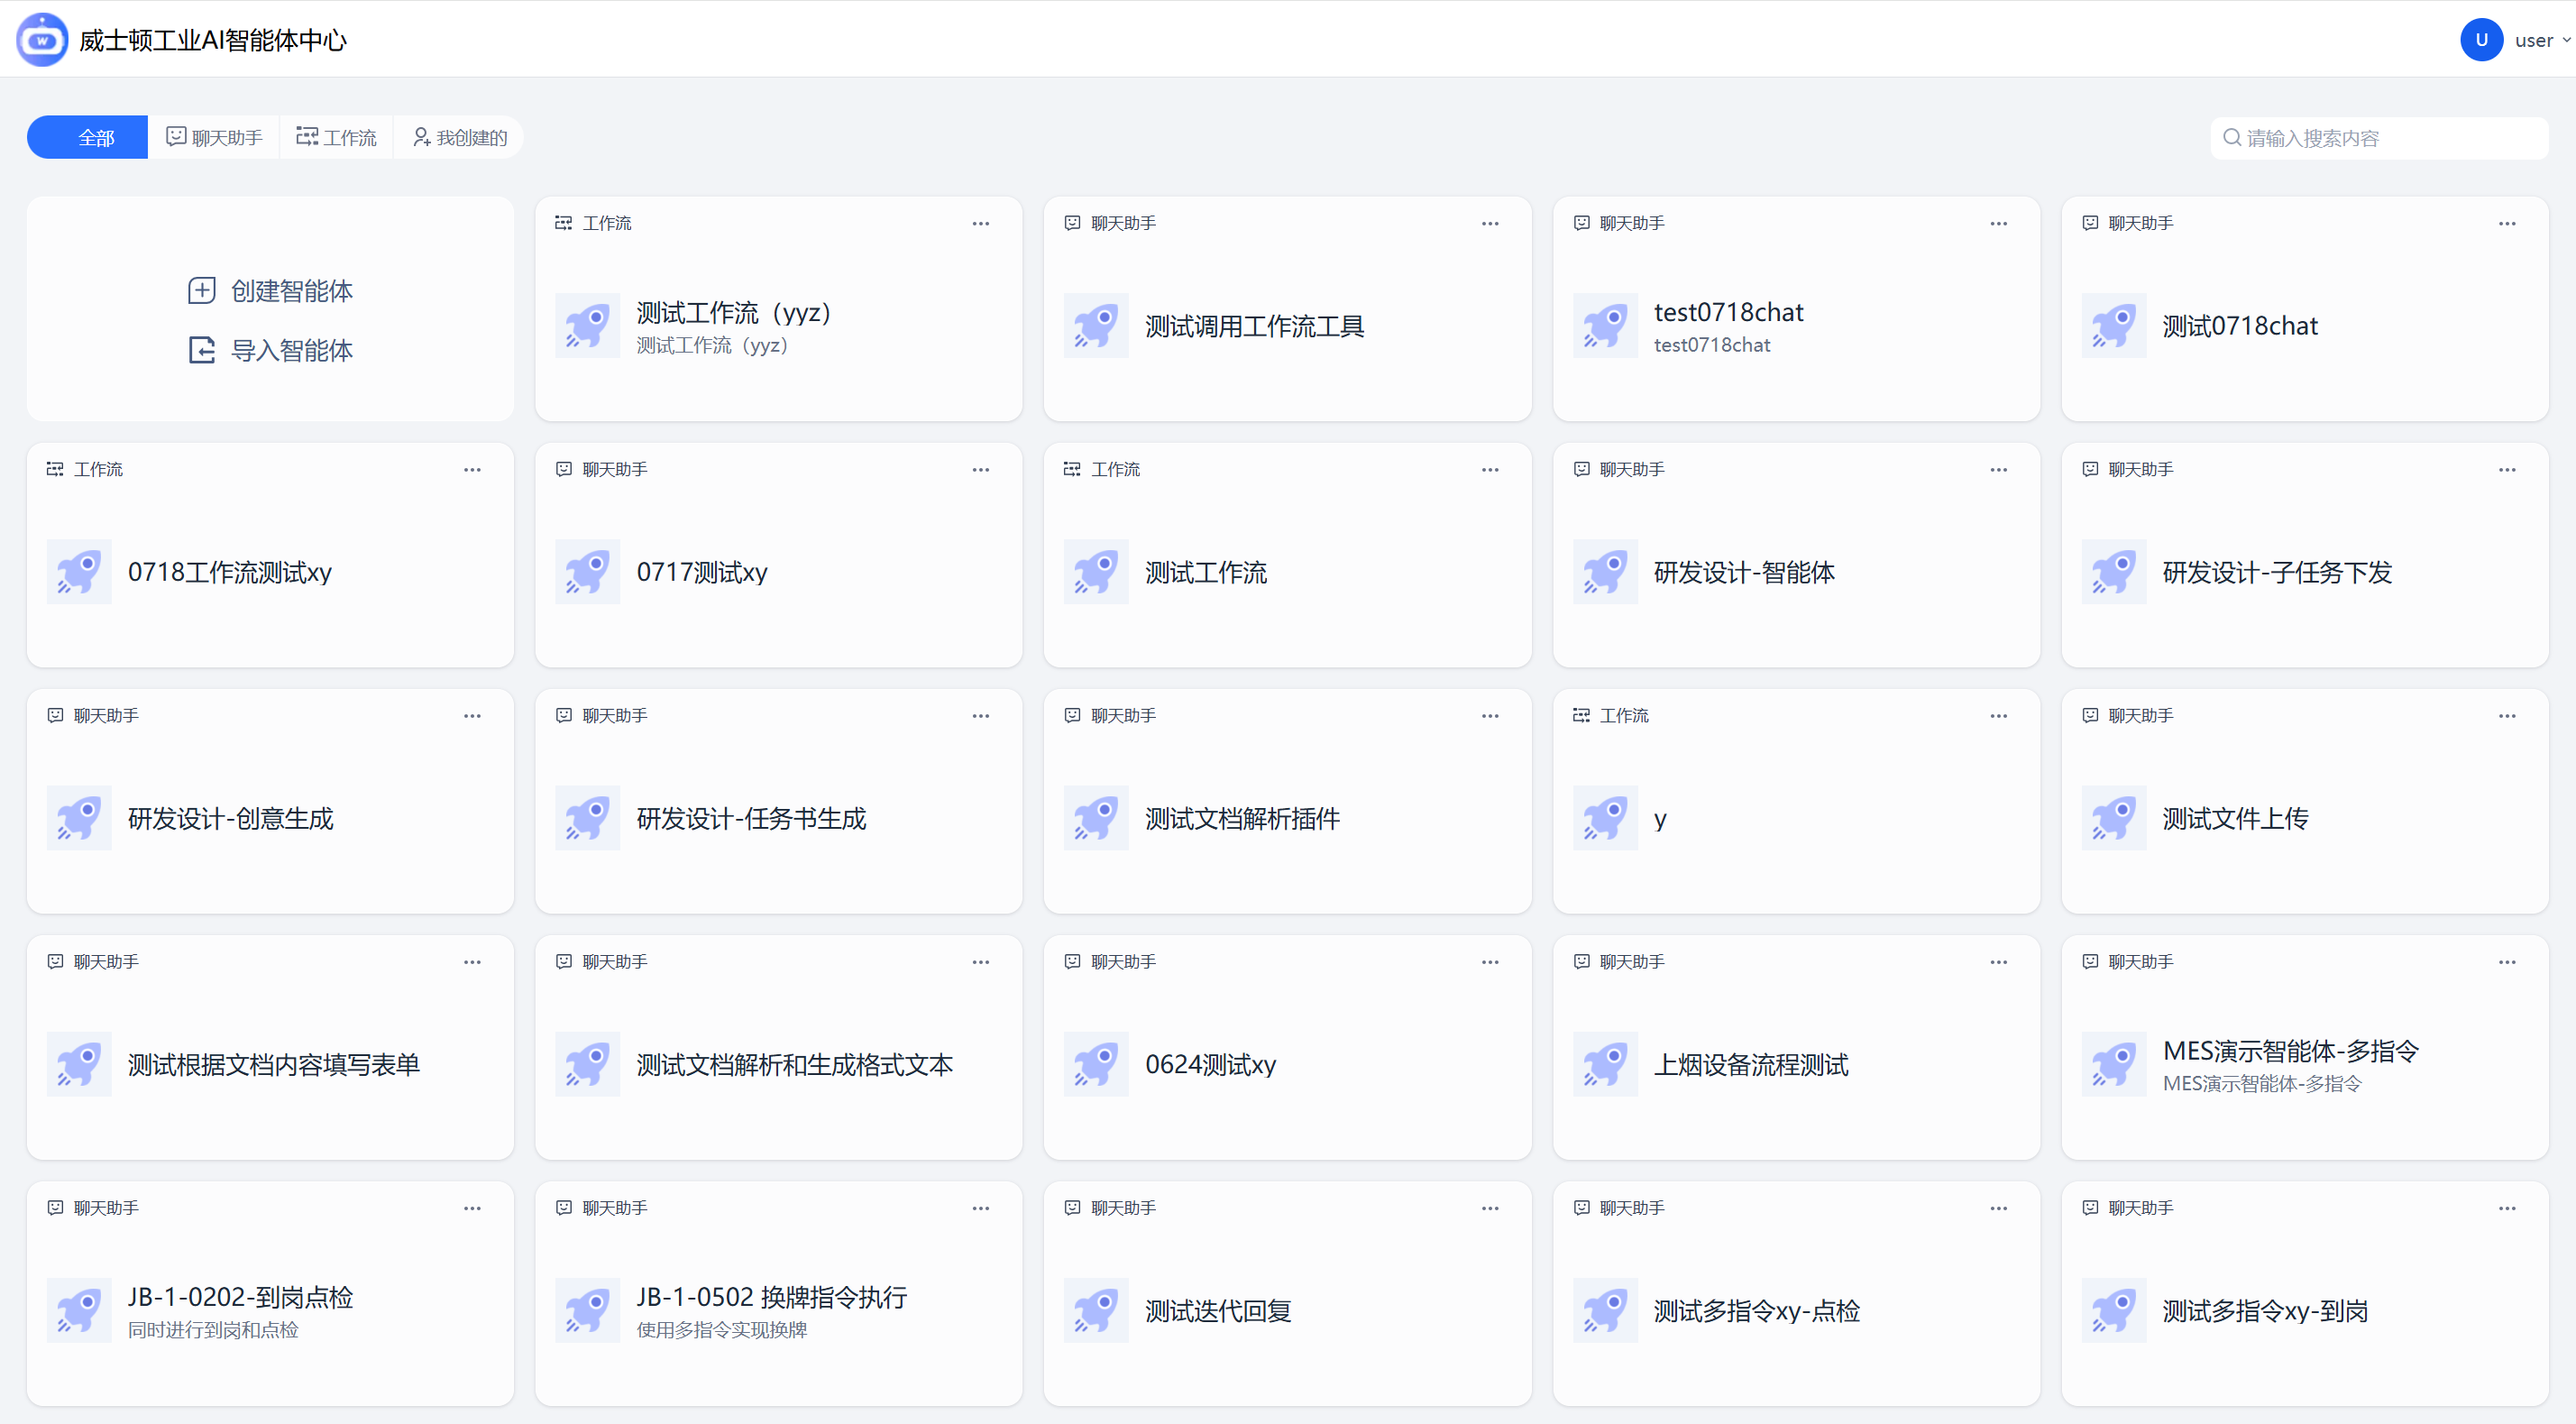 威士顿工业AI智能体中心
U user
全部 聊天助手 工作流 我创建的
请输入搜索内容
创建智能体
导入智能体
工作流
测试工作流（yyz）
测试工作流（yyz）
聊天助手
测试调用工作流工具
聊天助手
test0718chat
test0718chat
聊天助手
测试0718chat
工作流
0718工作流测试xy
聊天助手
0717测试xy
工作流
测试工作流
聊天助手
研发设计-智能体
聊天助手
研发设计-子任务下发
聊天助手
研发设计-创意生成
聊天助手
研发设计-任务书生成
聊天助手
测试文档解析插件
工作流
y
聊天助手
测试文件上传
聊天助手
测试根据文档内容填写表单
聊天助手
测试文档解析和生成格式文本
聊天助手
0624测试xy
聊天助手
上烟设备流程测试
聊天助手
MES演示智能体-多指令
MES演示智能体-多指令
聊天助手
JB-1-0202-到岗点检
同时进行到岗和点检
聊天助手
JB-1-0502 换牌指令执行
使用多指令实现换牌
聊天助手
测试迭代回复
聊天助手
测试多指令xy-点检
聊天助手
测试多指令xy-到岗